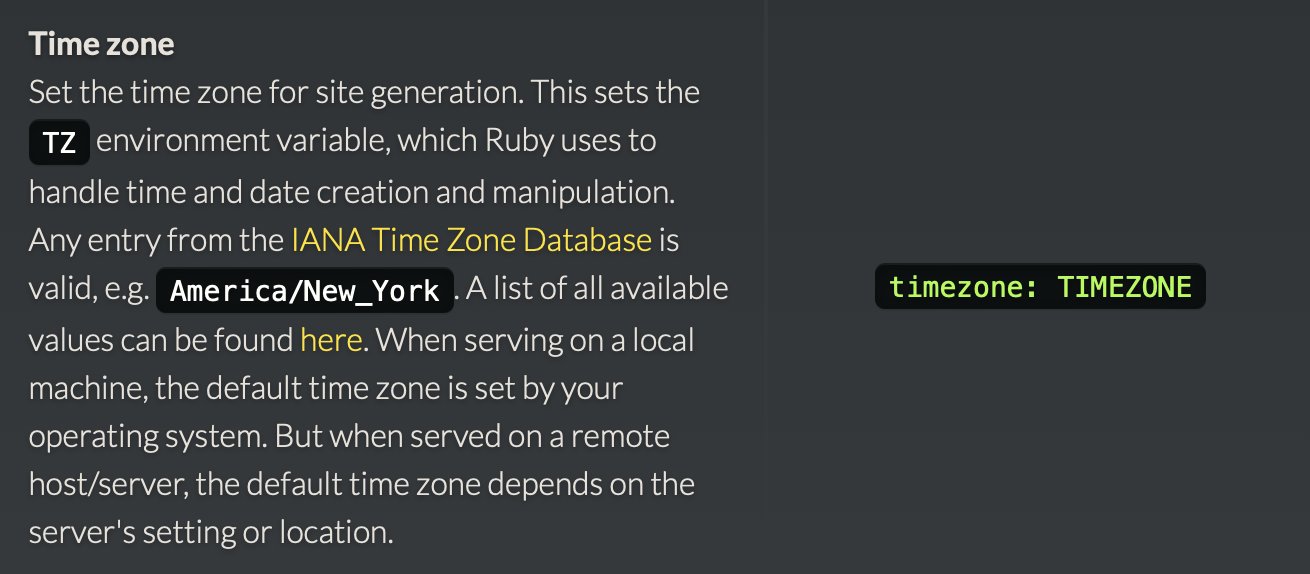 Time zone
Set the time zone for site generation. This sets the
TZ environment variable, which Ruby uses to
handle time and date creation and manipulation.
Any entry from the IANA Time Zone Database is
valid, e.g. America/New_York. A list of all available
values can be found here. When serving on a local
machine, the default time zone is set by your
operating system. But when served on a remote
host/server, the default time zone depends on the
server's setting or location.
timezone: TIMEZONE